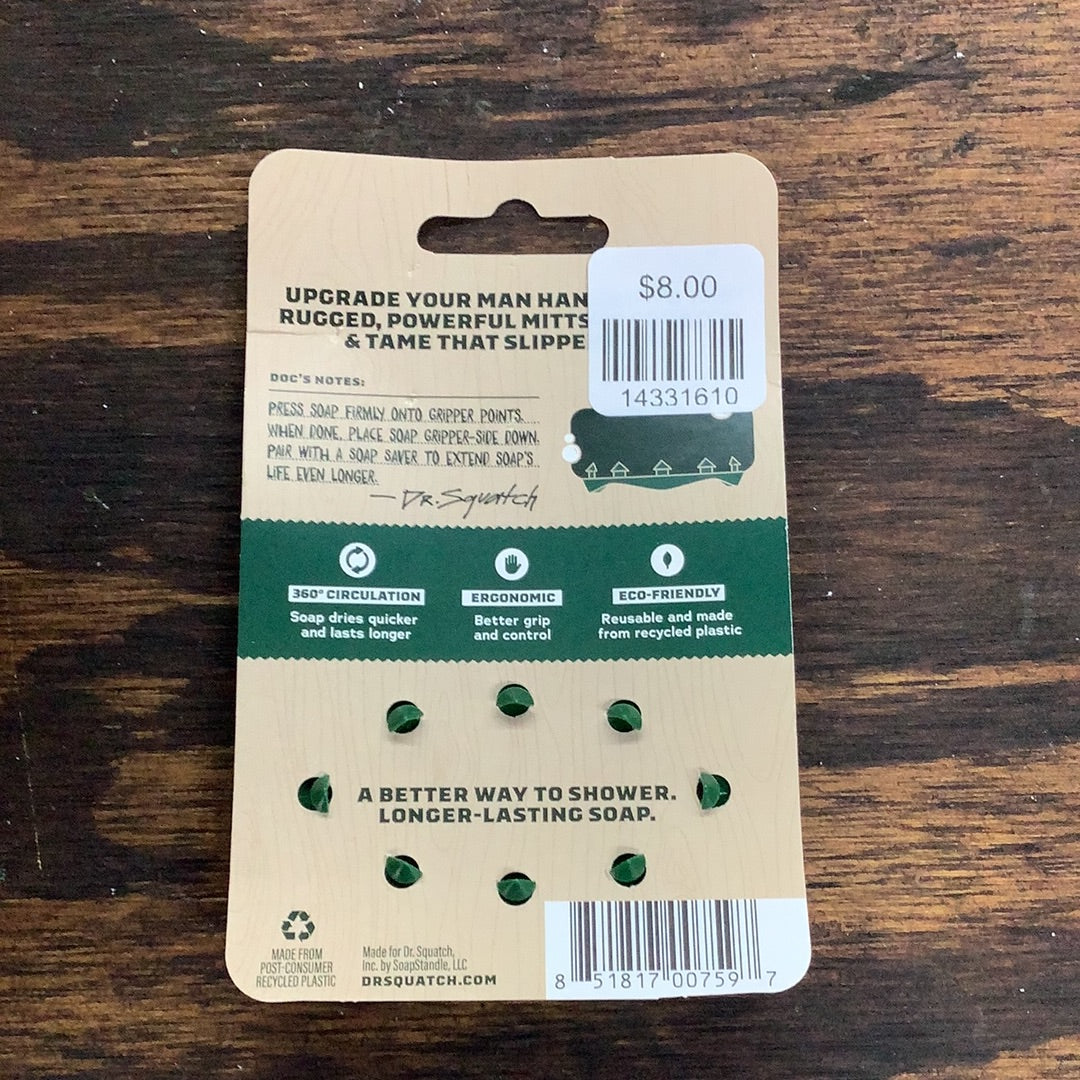 $8.00
14331610
UPGRADE YOUR MAN HAN
RUGGED, POWERFUL MITTS
& TAME THAT SLIPPE
DOC'S NOTES:
PRESS SOAP FIRMLY ONTO GRIPPER POINTS.
WHEN DONE, PLACE SOAP GRIPPER-SIDE DOWN.
PAIR WITH A SOAP SAVER TO EXTEND SOAP'S
LIFE EVEN LONGER.
—DR. Squatch
360° CIRCULATION
Soap dries quicker
and lasts longer
ERGONOMIC
Better grip
and control
ECO-FRIENDLY
Reusable and made
from recycled plastic
A BETTER WAY TO SHOWER.
LONGER-LASTING SOAP.
MADE FROM
POST-CONSUMER
RECYCLED PLASTIC
Made for Dr. Squatch,
Inc. by SoapStandle, LLC
DRSQUATCH.COM
8 51817 00759 7